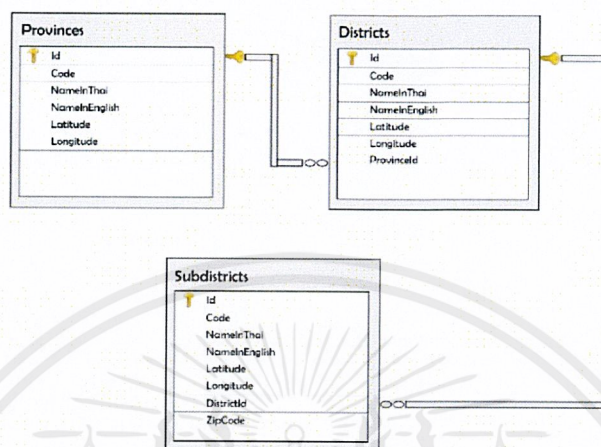 Provinces
Id
Code
NameInThai
NameInEnglish
Latitude
Longitude
Districts
Id
Code
NameInThai
NameInEnglish
Latitude
Longitude
ProvinceId
Subdistricts
Id
Code
NameInThai
NameInEnglish
Latitude
Longitude
DistrictId
ZipCode